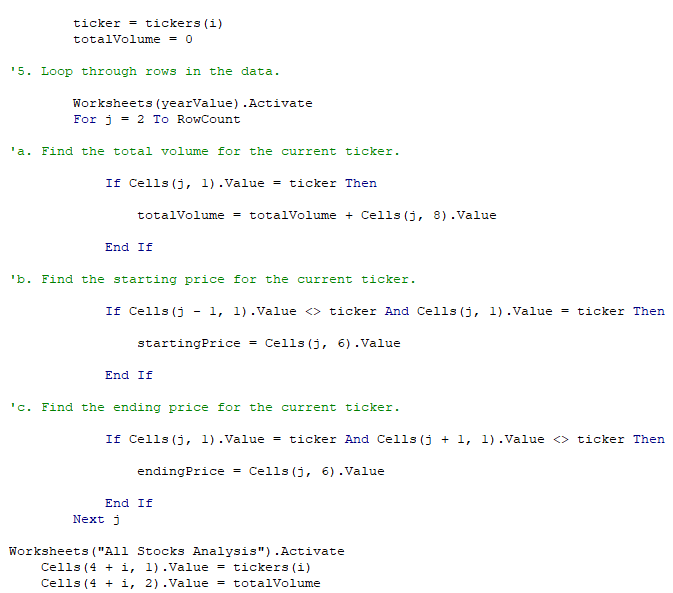 ticker = tickers(i)
totalVolume = 0
'5. Loop through rows in the data.
Worksheets(yearValue).Activate
For j = 2 To RowCount
'a. Find the total volume for the current ticker.
If Cells(j, 1).Value = ticker Then
totalVolume = totalVolume + Cells(j, 8).Value
End If
'b. Find the starting price for the current ticker.
If Cells(j - 1, 1).Value <> ticker And Cells(j, 1).Value = ticker Then
startingPrice = Cells(j, 6).Value
End If
'c. Find the ending price for the current ticker.
If Cells(j, 1).Value = ticker And Cells(j + 1, 1).Value <> ticker Then
endingPrice = Cells(j, 6).Value
End If
Next j
Worksheets("All Stocks Analysis").Activate
Cells(4 + i, 1).Value = tickers(i)
Cells(4 + i, 2).Value = totalVolume